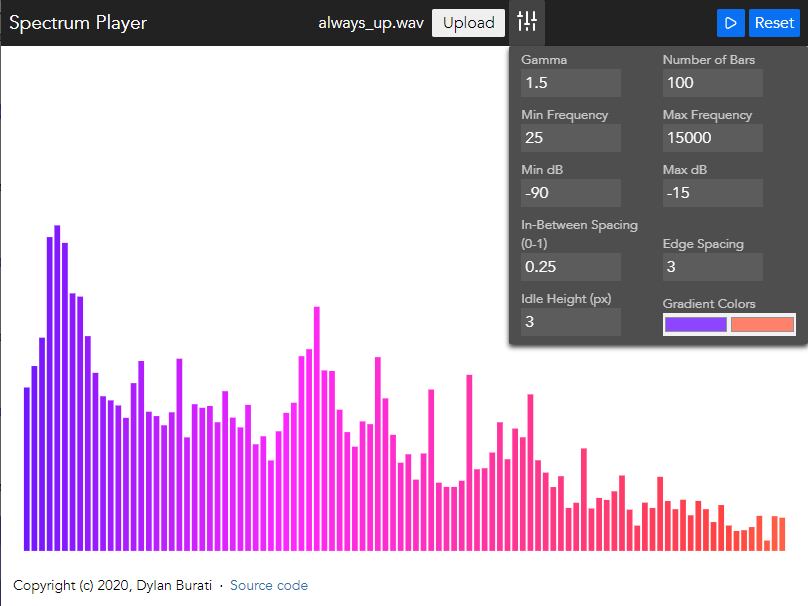 Spectrum Player always_up.wav Upload Reset
Gamma Number of Bars
1.5 100
Min Frequency Max Frequency
25 15000
Min dB Max dB
-90 -15
In-Between Spacing
(0-1) Edge Spacing
0.25 3
Idle Height (px) Gradient Colors
3
Copyright (c) 2020, Dylan Burati · Source code